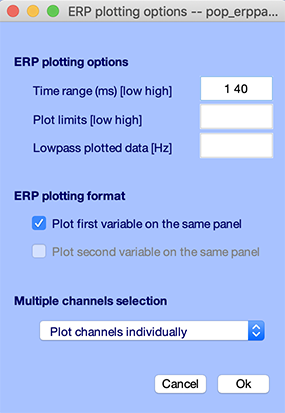 ERP plotting options -- pop_erppa...
ERP plotting options
Time range (ms) [low high]
1 40
Plot limits [low high]
Lowpass plotted data [Hz]
ERP plotting format
Plot first variable on the same panel
Plot second variable on the same panel
Multiple channels selection
Plot channels individually
Cancel
Ok